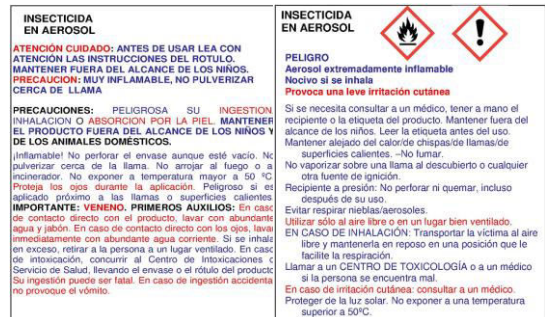 INSECTICIDA
EN AEROSOL
ATENCIÓN CUIDADO: ANTES DE USAR LEA CON
ATENCIÓN LAS INSTRUCCIONES DEL ROTULO.
MANTENER FUERA DEL ALCANCE DE LOS NIÑOS.
PRECAUCION: MUY INFLAMABLE, NO PULVERIZAR
CERCA DE LLAMA
PRECAUCIONES: PELIGROSA SU INGESTION,
INHALACION O ABSORCION POR LA PIEL. MANTENER
EL PRODUCTO FUERA DEL ALCANCE DE LOS NIÑOS Y
DE LOS ANIMALES DOMÉSTICOS.
¡Inflamable! No perforar el envase aunque esté vacío. No
pulverizar cerca de la llama. No arrojar al fuego o a
incinerador. No exponer a temperatura mayor a 50 ºC.
Proteja los ojos durante la aplicación. Peligroso si es
aplicado próximo a las llamas o superficies calientes.
IMPORTANTE: VENENO. PRIMEROS AUXILIOS: En caso
de contacto directo con el producto, lavar con abundante
agua y jabón. En caso de contacto directo con los ojos, lavar
inmediatamente con abundante agua corriente. Si se inhala
en exceso, retirar a la persona a un lugar ventilado. En caso
de intoxicación, concurrir al Centro de Intoxicaciones o
Servicio de Salud, llevando el envase o el rótulo del producto
Su ingestión puede ser fatal. En caso de ingestión accidental
no provoque el vómito.
INSECTICIDA
EN AEROSOL
PELIGRO
Aerosol extremadamente inflamable
Nocivo si se inhala
Provoca una leve irritación cutánea
Si se necesita consultar a un médico, tener a mano el
recipiente o la etiqueta del producto. Mantener fuera del
alcance de los niños. Leer la etiqueta antes del uso.
Mantener alejado del calor/de chispas/de llamas/de
superficies calientes. –No fumar.
No vaporizar sobre una llama al descubierto o cualquier
otra fuente de ignición.
Recipiente a presión: No perforar ni quemar, incluso
después de su uso.
Evitar respirar nieblas/aerosoles.
Utilizar sólo al aire libre o en un lugar bien ventilado.
EN CASO DE INHALACIÓN: Transportar la víctima al aire
libre y mantenerla en reposo en una posición que le
facilite la respiración.
Llamar a un CENTRO DE TOXICOLOGÍA o a un médico
si la persona se encuentra mal.
En caso de irritación cutánea: consultar a un médico.
Proteger de la luz solar. No exponer a una temperatura
superior a 50ºC.